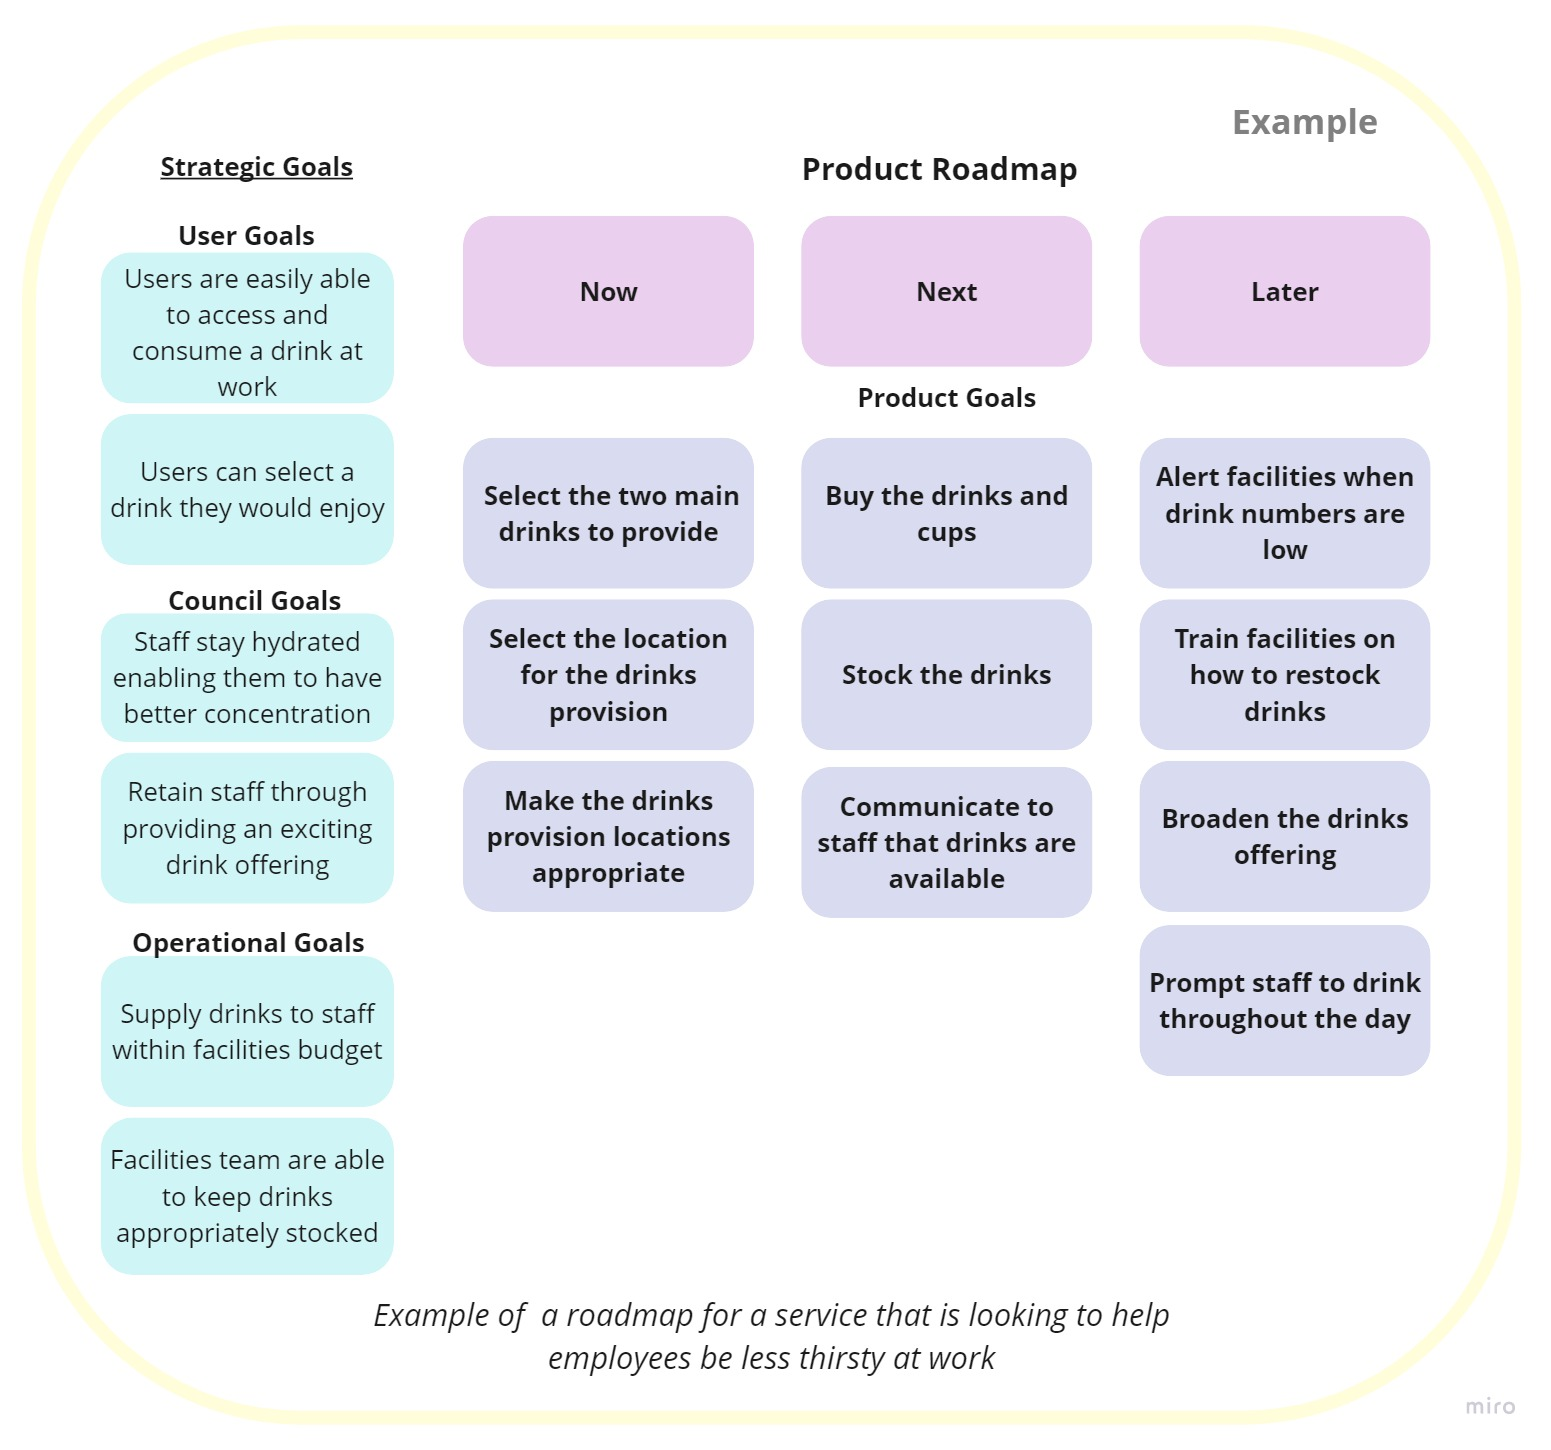 Example
Strategic Goals
Product Roadmap
User Goals
Users are easily able
to access and
consume a drink at
work
Users can select a
drink they would enjoy
Council Goals
Staff stay hydrated
enabling them to have
better concentration
Retain staff through
providing an exciting
drink offering
Operational Goals
Supply drinks to staff
within facilities budget
Facilities team are able
to keep drinks
appropriately stocked
Now
Next
Later
Product Goals
Select the two main
drinks to provide
Select the location
for the drinks
provision
Make the drinks
provision locations
appropriate
Buy the drinks and
cups
Stock the drinks
Communicate to
staff that drinks are
available
Alert facilities when
drink numbers are
low
Train facilities on
how to restock
drinks
Broaden the drinks
offering
Prompt staff to drink
throughout the day
Example of  a roadmap for a service that is looking to help
employees be less thirsty at work
miro